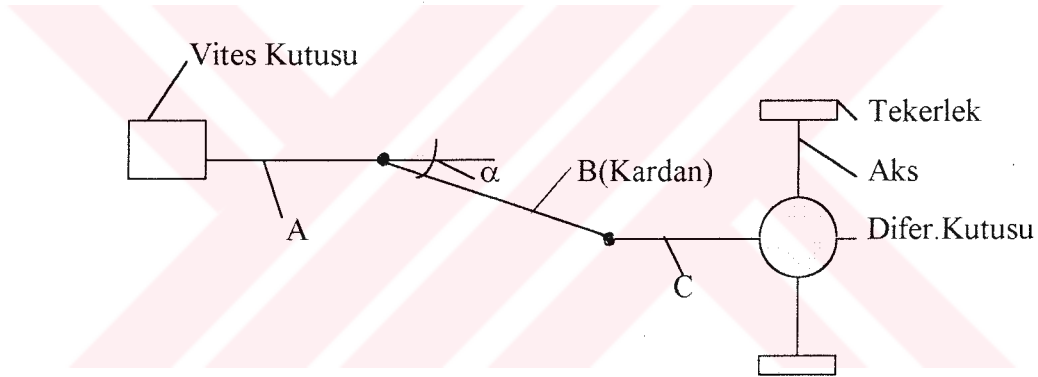 Vites Kutusu
Tekerlek
α
B(Kardan)
Aks
A
Difer.Kutusu
C